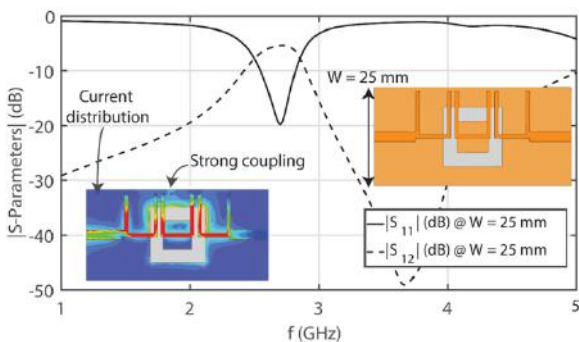 0
-10
-20
-30
-40
-50
|S-Parameters| (dB)
Current
distribution
Strong coupling
W = 25 mm
|S11| (dB) @ W = 25 mm
|S12| (dB) @ W = 25 mm
1
2
3
4
5
f (GHz)